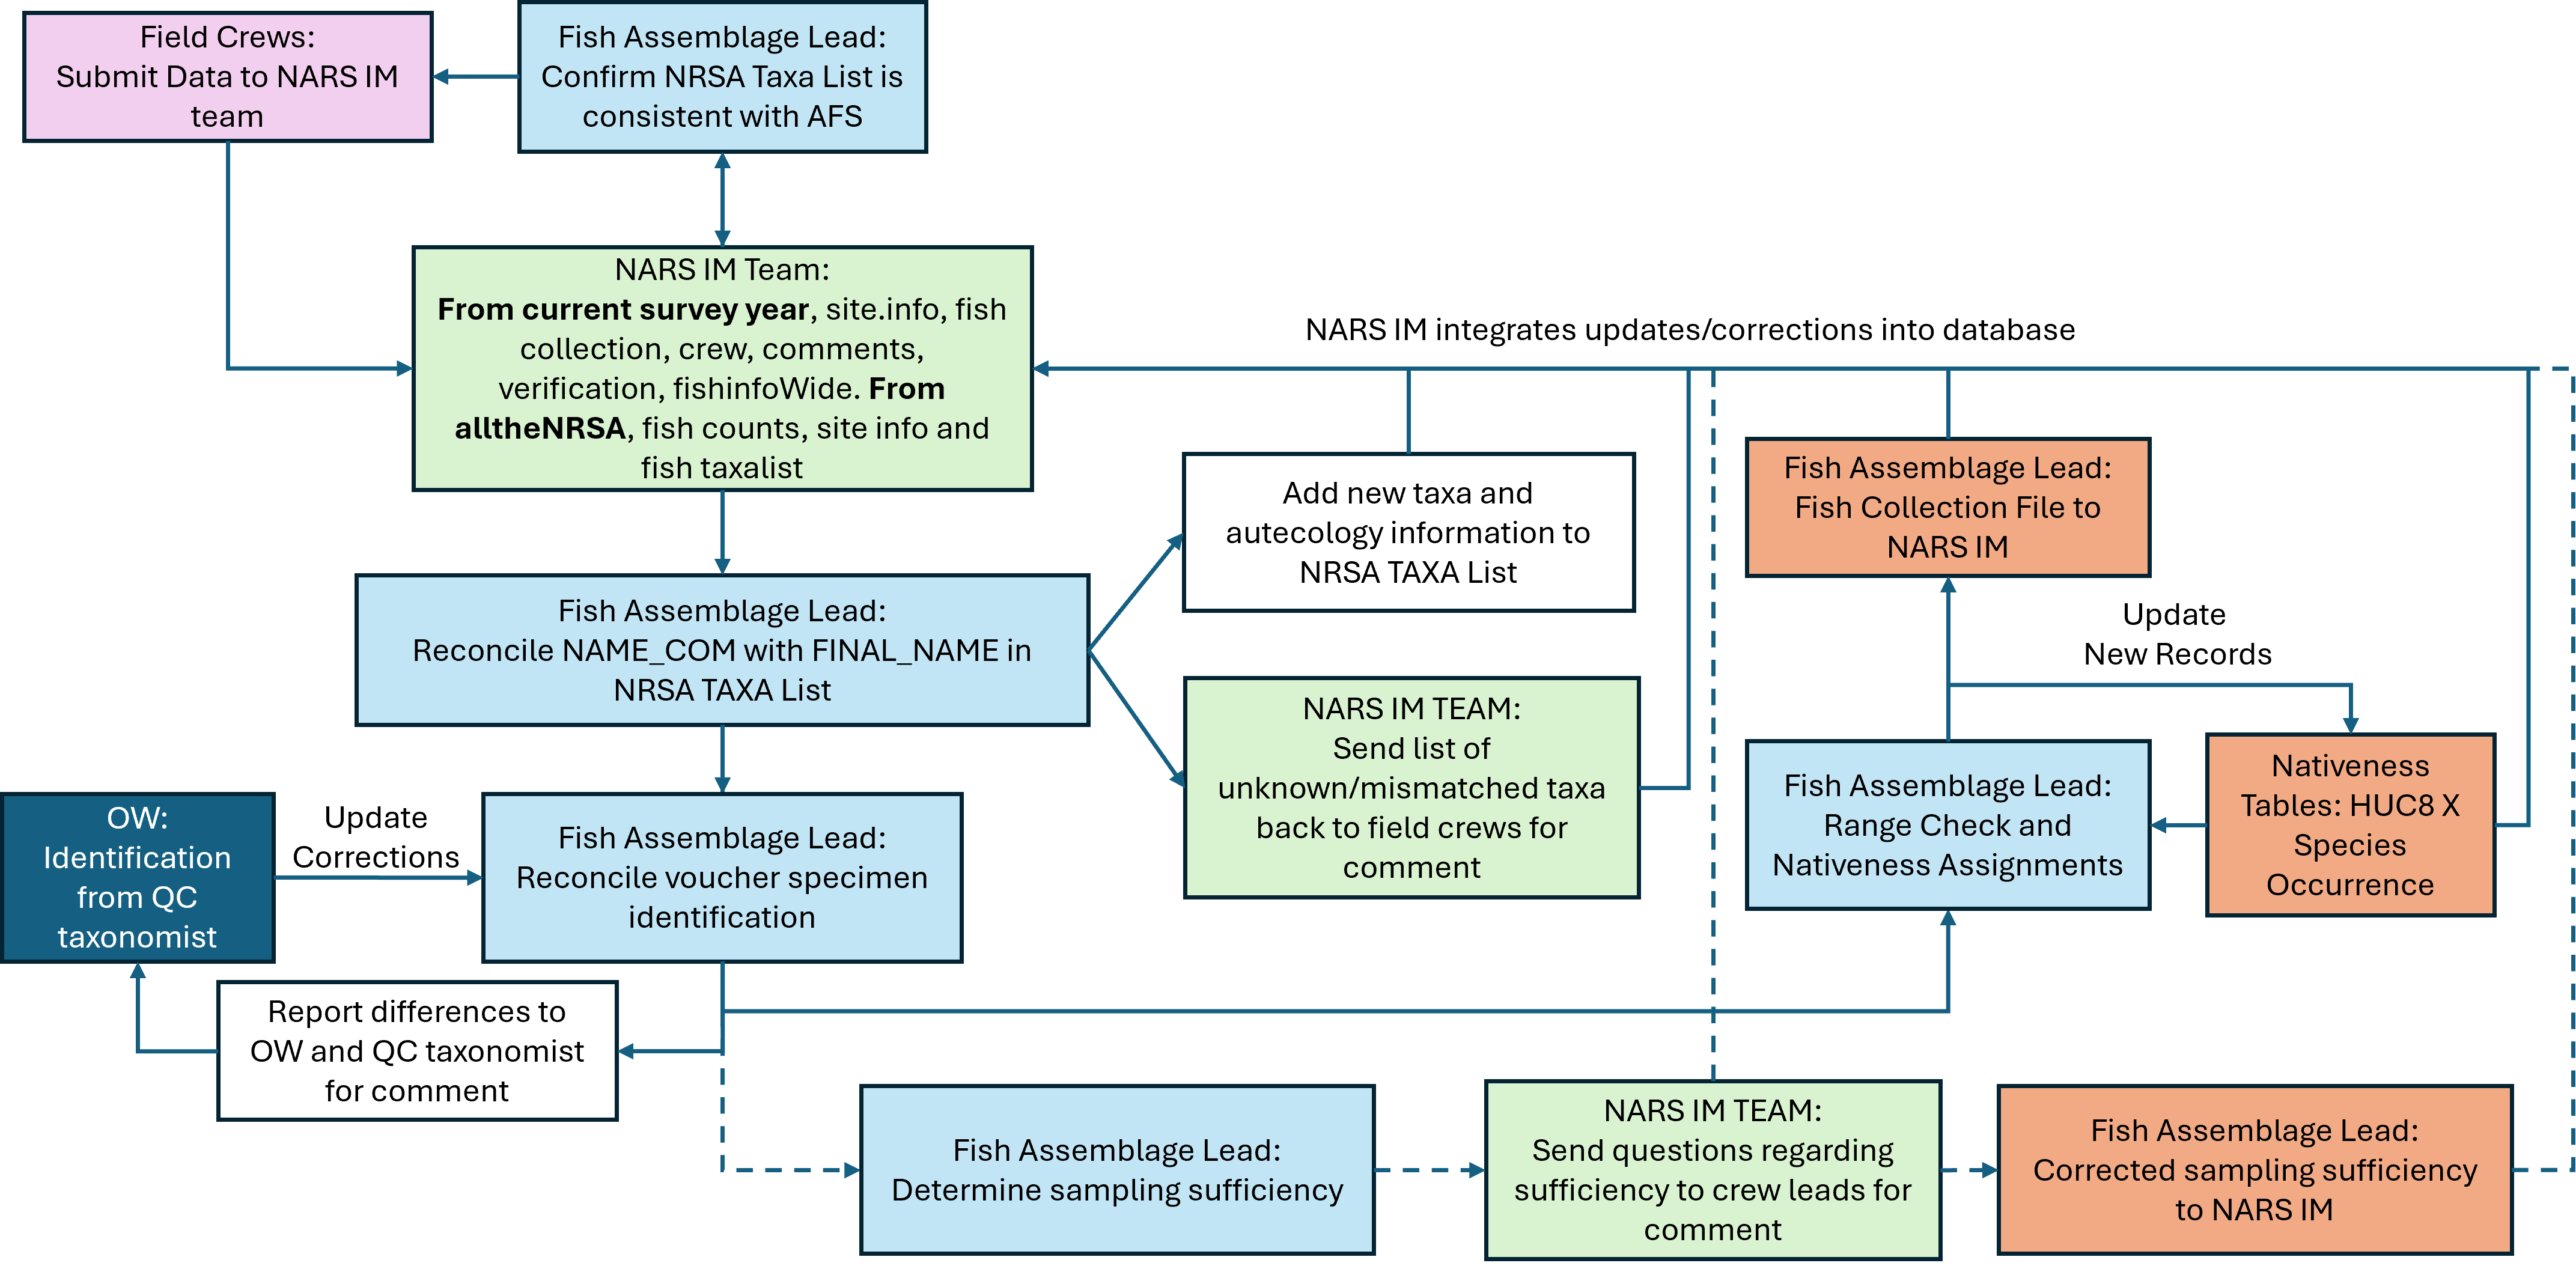 Field Crews:
Submit Data to NARS IM
team
Fish Assemblage Lead:
Confirm NRSA Taxa List is
consistent with AFS
NARS IM Team:
From current survey year, site.info, fish
collection, crew, comments,
verification, fishinfoWide. From
alltheNRSA, fish counts, site info and
fish taxalist
NARS IM integrates updates/corrections into database
Fish Assemblage Lead:
Reconcile NAME_COM with FINAL_NAME in
NRSA TAXA List
Add new taxa and
autecology information to
NRSA TAXA List
NARS IM TEAM:
Send list of
unknown/mismatched taxa
back to field crews for
comment
Fish Assemblage Lead:
Fish Collection File to
NARS IM
Update
New Records
Fish Assemblage Lead:
Range Check and
Nativeness Assignments
Nativeness
Tables: HUC8 X
Species
Occurrence
OW:
Identification
from QC
taxonomist
Update
Corrections
Fish Assemblage Lead:
Reconcile voucher specimen
identification
Report differences to
OW and QC taxonomist
for comment
Fish Assemblage Lead:
Determine sampling sufficiency
NARS IM TEAM:
Send questions regarding
sufficiency to crew leads for
comment
Fish Assemblage Lead:
Corrected sampling sufficiency
to NARS IM